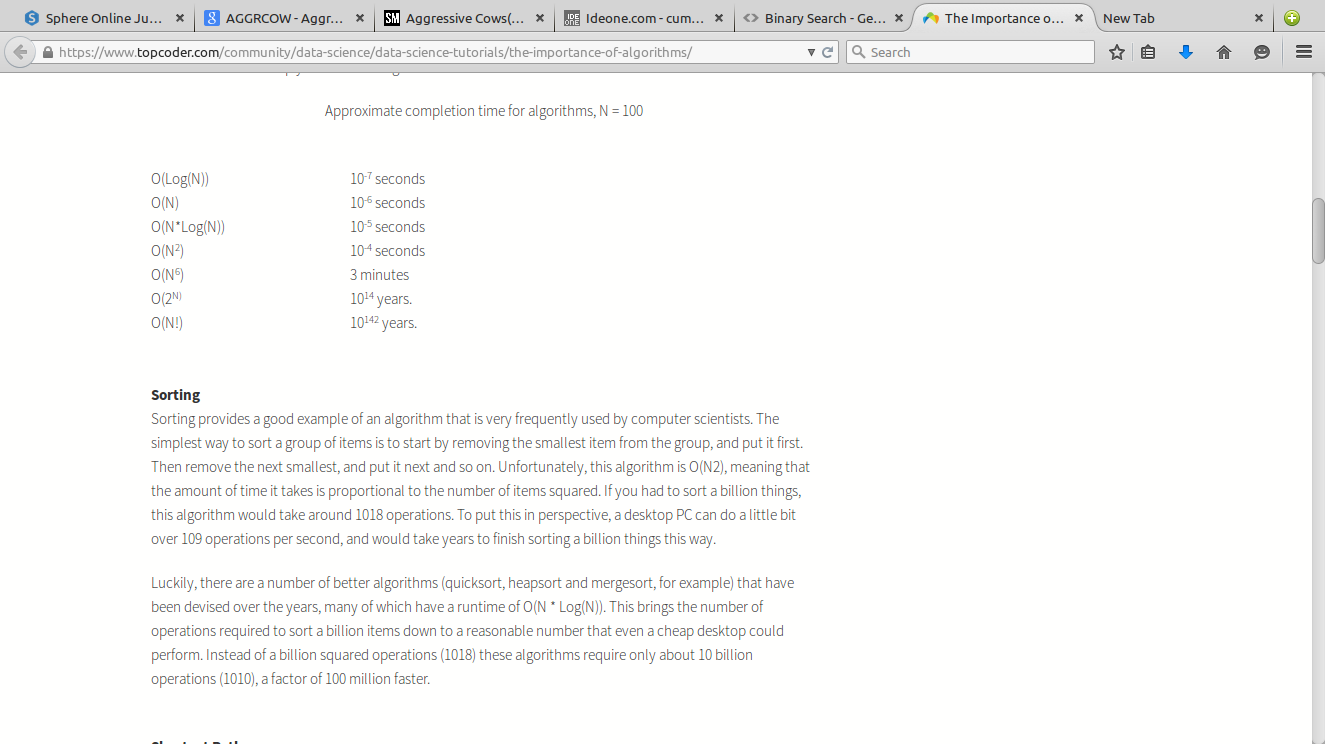 Sphere Online Ju...
AGGRCOW - Aggr...
SM
Aggressive Cows(...
IDE
ONE
Ideone.com - cum...
Binary Search - Ge...
The Importance o...
New Tab
https://www.topcoder.com/community/data-science/data-science-tutorials/the-importance-of-algorithms/
Search
Approximate completion time for algorithms, N = 100
O(Log(N)) 10-7 seconds
O(N) 10-6 seconds
O(N*Log(N)) 10-5 seconds
O(N2) 10-4 seconds
O(N6) 3 minutes
O(2N) 1014 years.
O(N!) 10142 years.
Sorting
Sorting provides a good example of an algorithm that is very frequently used by computer scientists. The
simplest way to sort a group of items is to start by removing the smallest item from the group, and put it first.
Then remove the next smallest, and put it next and so on. Unfortunately, this algorithm is O(N2), meaning that
the amount of time it takes is proportional to the number of items squared. If you had to sort a billion things,
this algorithm would take around 1018 operations. To put this in perspective, a desktop PC can do a little bit
over 109 operations per second, and would take years to finish sorting a billion things this way.
Luckily, there are a number of better algorithms (quicksort, heapsort and mergesort, for example) that have
been devised over the years, many of which have a runtime of O(N * Log(N)). This brings the number of
operations required to sort a billion items down to a reasonable number that even a cheap desktop could
perform. Instead of a billion squared operations (1018) these algorithms require only about 10 billion
operations (1010), a factor of 100 million faster.